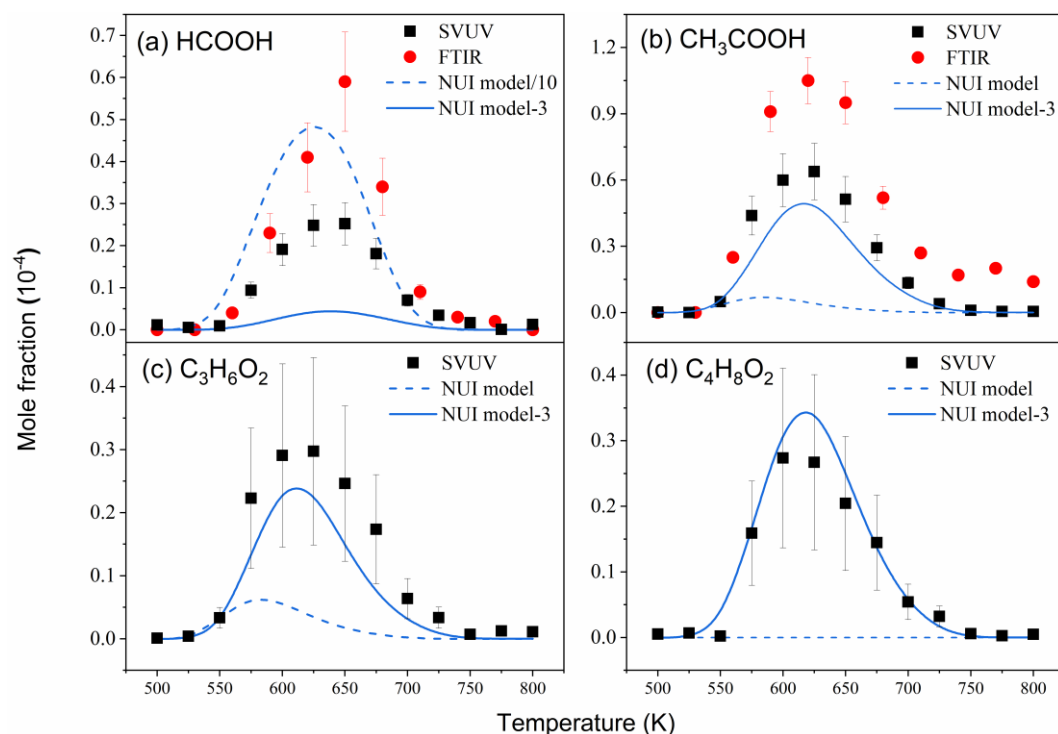 (a) HCOOH
SVUV
FTIR
NUI model/10
NUI model-3
0.7
0.6
0.5
0.4
0.3
0.2
0.1
0.0
(b) CH₃COOH
SVUV
FTIR
NUI model
NUI model-3
1.2
0.9
0.6
0.3
0.0
(c) C₃H₆O₂
SVUV
NUI model
NUI model-3
0.4
0.3
0.2
0.1
0.0
500 550 600 650 700 750 800
(d) C₄H₈O₂
SVUV
NUI model
NUI model-3
0.4
0.3
0.2
0.1
0.0
500 550 600 650 700 750 800
Mole fraction (10⁻⁴)
Temperature (K)